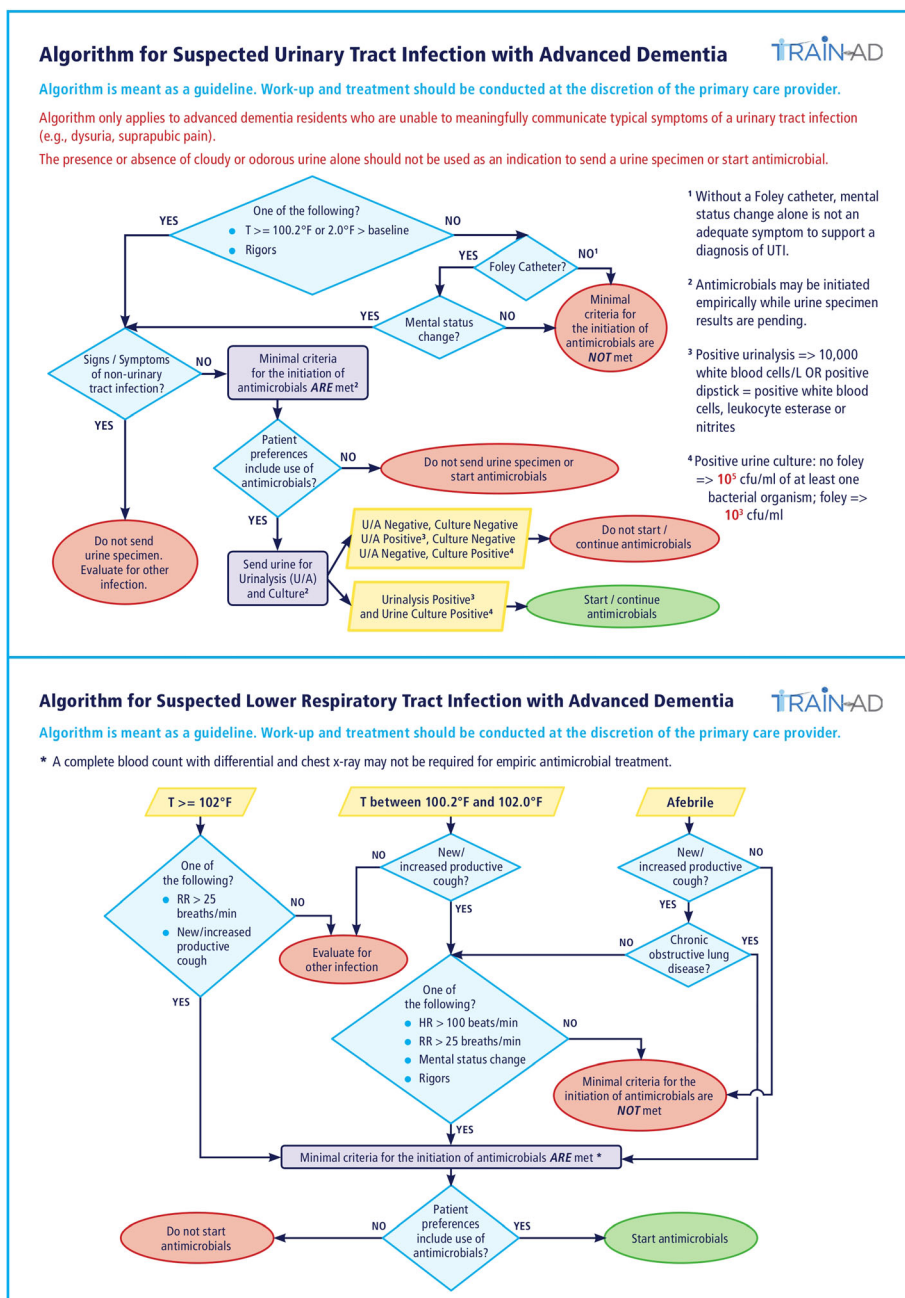 Algorithm for Suspected Urinary Tract Infection with Advanced Dementia
TRAIN-AD
Algorithm is meant as a guideline. Work-up and treatment should be conducted at the discretion of the primary care provider.
Algorithm only applies to advanced dementia residents who are unable to meaningfully communicate typical symptoms of a urinary tract infection
(e.g., dysuria, suprapubic pain).
The presence or absence of cloudy or odorous urine alone should not be used as an indication to send a urine specimen or start antimicrobial.
One of the following?
● T >= 100.2°F or 2.0°F > baseline
● Rigors
YES
NO
Foley Catheter?
YES
NO¹
Mental status
change?
YES
NO
Minimal
criteria for
the initiation of
antimicrobials are
NOT met
Signs / Symptoms
of non-urinary
tract infection?
NO
YES
Minimal criteria
for the initiation of
antimicrobials ARE met²
Patient
preferences
include use of
antimicrobials?
NO
Do not send urine specimen or
start antimicrobials
YES
Do not send
urine specimen.
Evaluate for other
infection.
Send urine for
Urinalysis (U/A)
and Culture²
U/A Negative, Culture Negative
U/A Positive³, Culture Negative
U/A Negative, Culture Positive⁴
Do not start /
continue antimicrobials
Urinalysis Positive³
and Urine Culture Positive⁴
Start / continue
antimicrobials
¹ Without a Foley catheter, mental
status change alone is not an
adequate symptom to support a
diagnosis of UTI.
² Antimicrobials may be initiated
empirically while urine specimen
results are pending.
³ Positive urinalysis => 10,000
white blood cells/L OR positive
dipstick = positive white blood
cells, leukocyte esterase or
nitrites
⁴ Positive urine culture: no foley
=> 10⁵ cfu/ml of at least one
bacterial organism; foley =>
10³ cfu/ml
Algorithm for Suspected Lower Respiratory Tract Infection with Advanced Dementia
TRAIN-AD
Algorithm is meant as a guideline. Work-up and treatment should be conducted at the discretion of the primary care provider.
* A complete blood count with differential and chest x-ray may not be required for empiric antimicrobial treatment.
T >= 102°F
T between 100.2°F and 102.0°F
Afebrile
One of
the following?
● RR > 25
breaths/min
● New/increased
productive
cough
NO
YES
New/
increased productive
cough?
NO
YES
Evaluate for
other infection
New/
increased productive
cough?
NO
YES
Chronic
obstructive lung
disease?
NO
YES
One of
the following?
● HR > 100 beats/min
● RR > 25 breaths/min
● Mental status change
● Rigors
NO
YES
Minimal criteria for the
initiation of antimicrobials are
NOT met
Minimal criteria for the initiation of antimicrobials ARE met *
Patient
preferences
include use of
antimicrobials?
NO
YES
Do not start
antimicrobials
Start antimicrobials